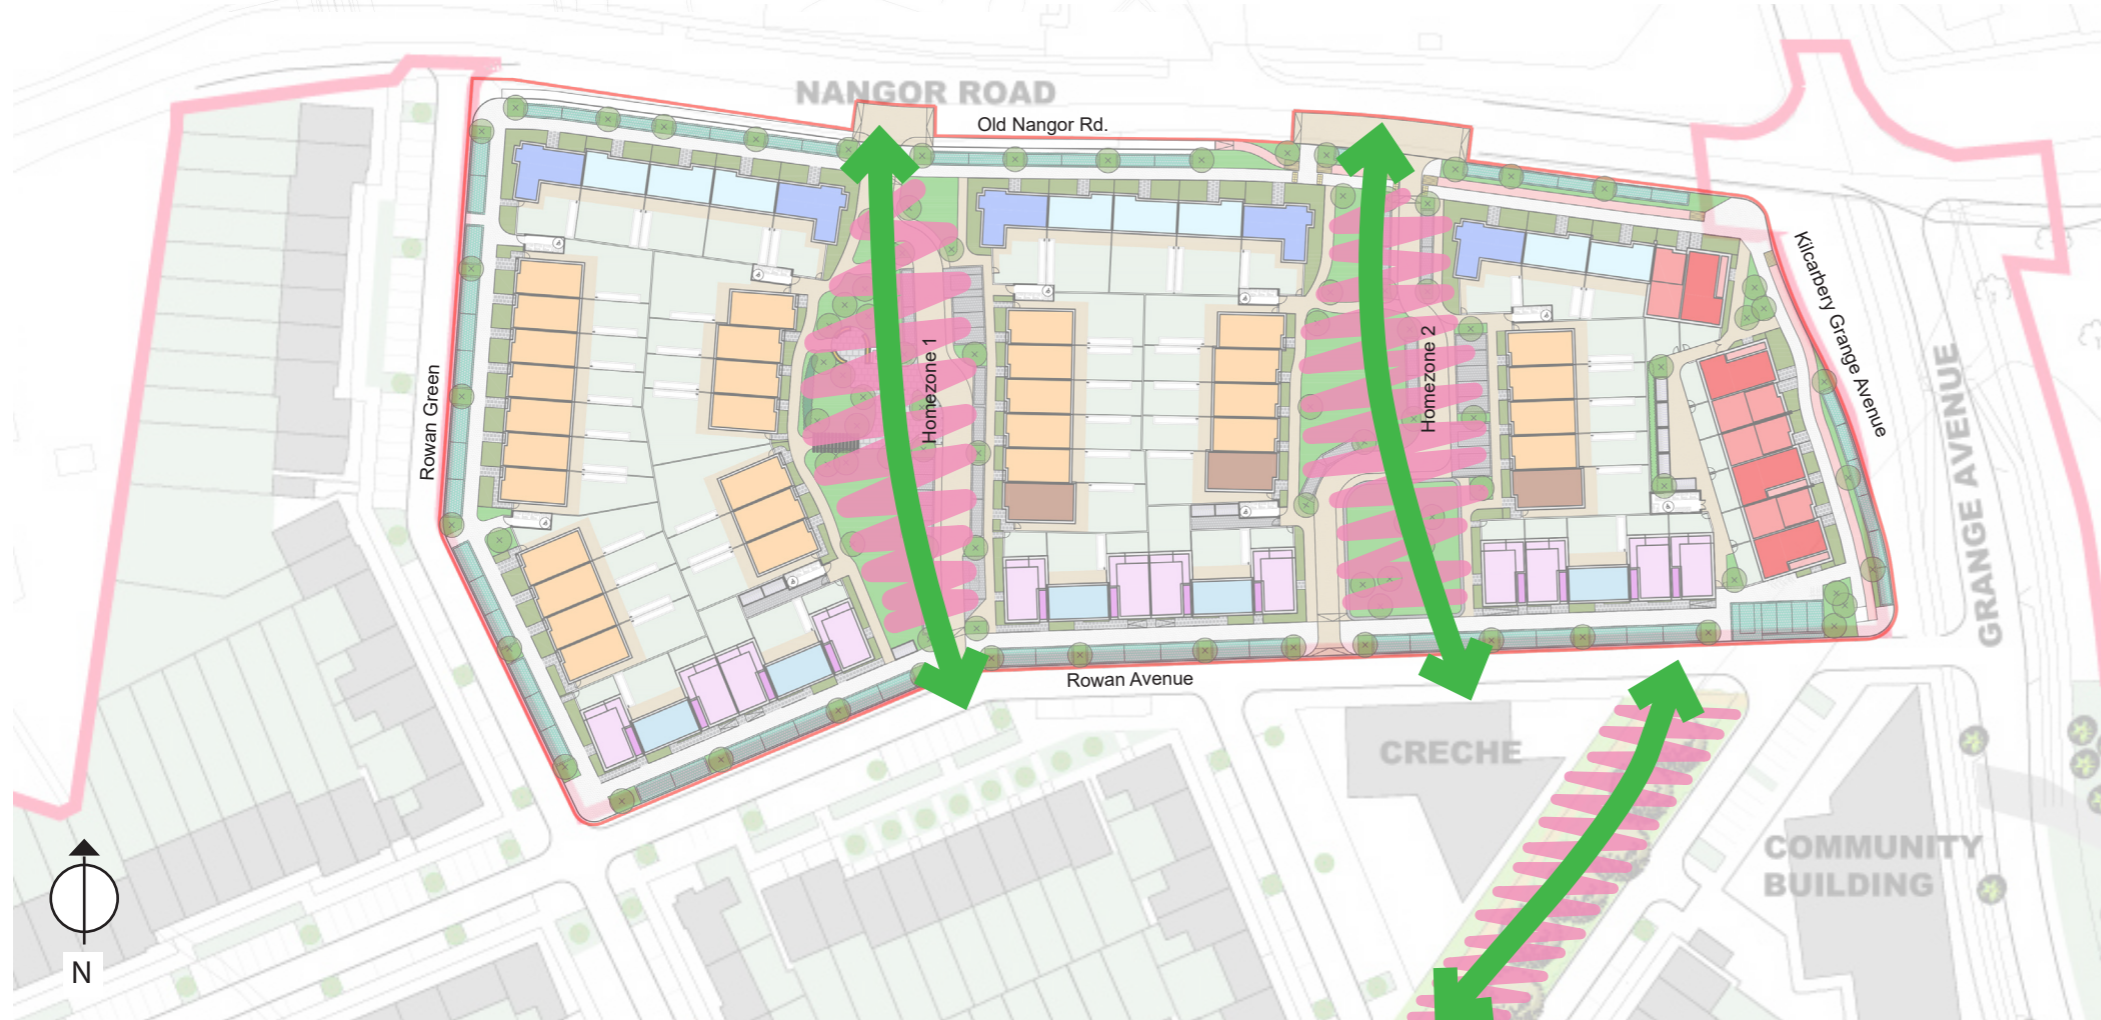 NANGOR ROAD
Old Nangor Rd.
Kilcarbery Grange Avenue
GRANGE AVENUE
Rowan Green
Homezone 1
Homezone 2
Rowan Avenue
CRECHE
COMMUNITY
BUILDING
N